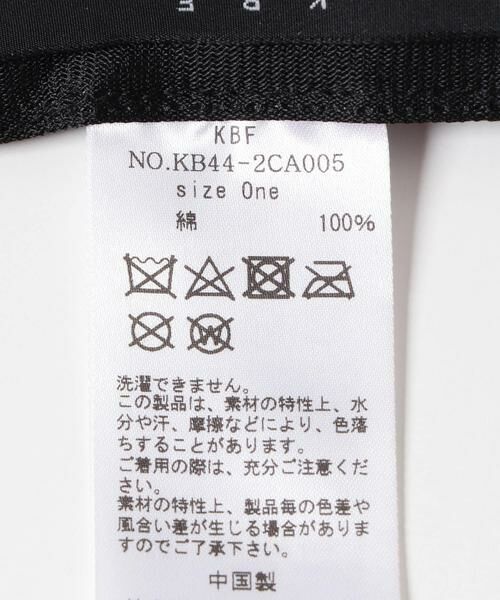 KBF
NO.KB44-2CA005
size One
綿 100%
洗濯できません。
この製品は、素材の特性上、水
分や汗、摩擦などにより、色落
ちすることがあります。
ご着用の際は、充分ご注意くだ
さい。
素材の特性上、製品毎の色差や
風合い差が生じる場合がありま
すのでご了承下さい。
中国製